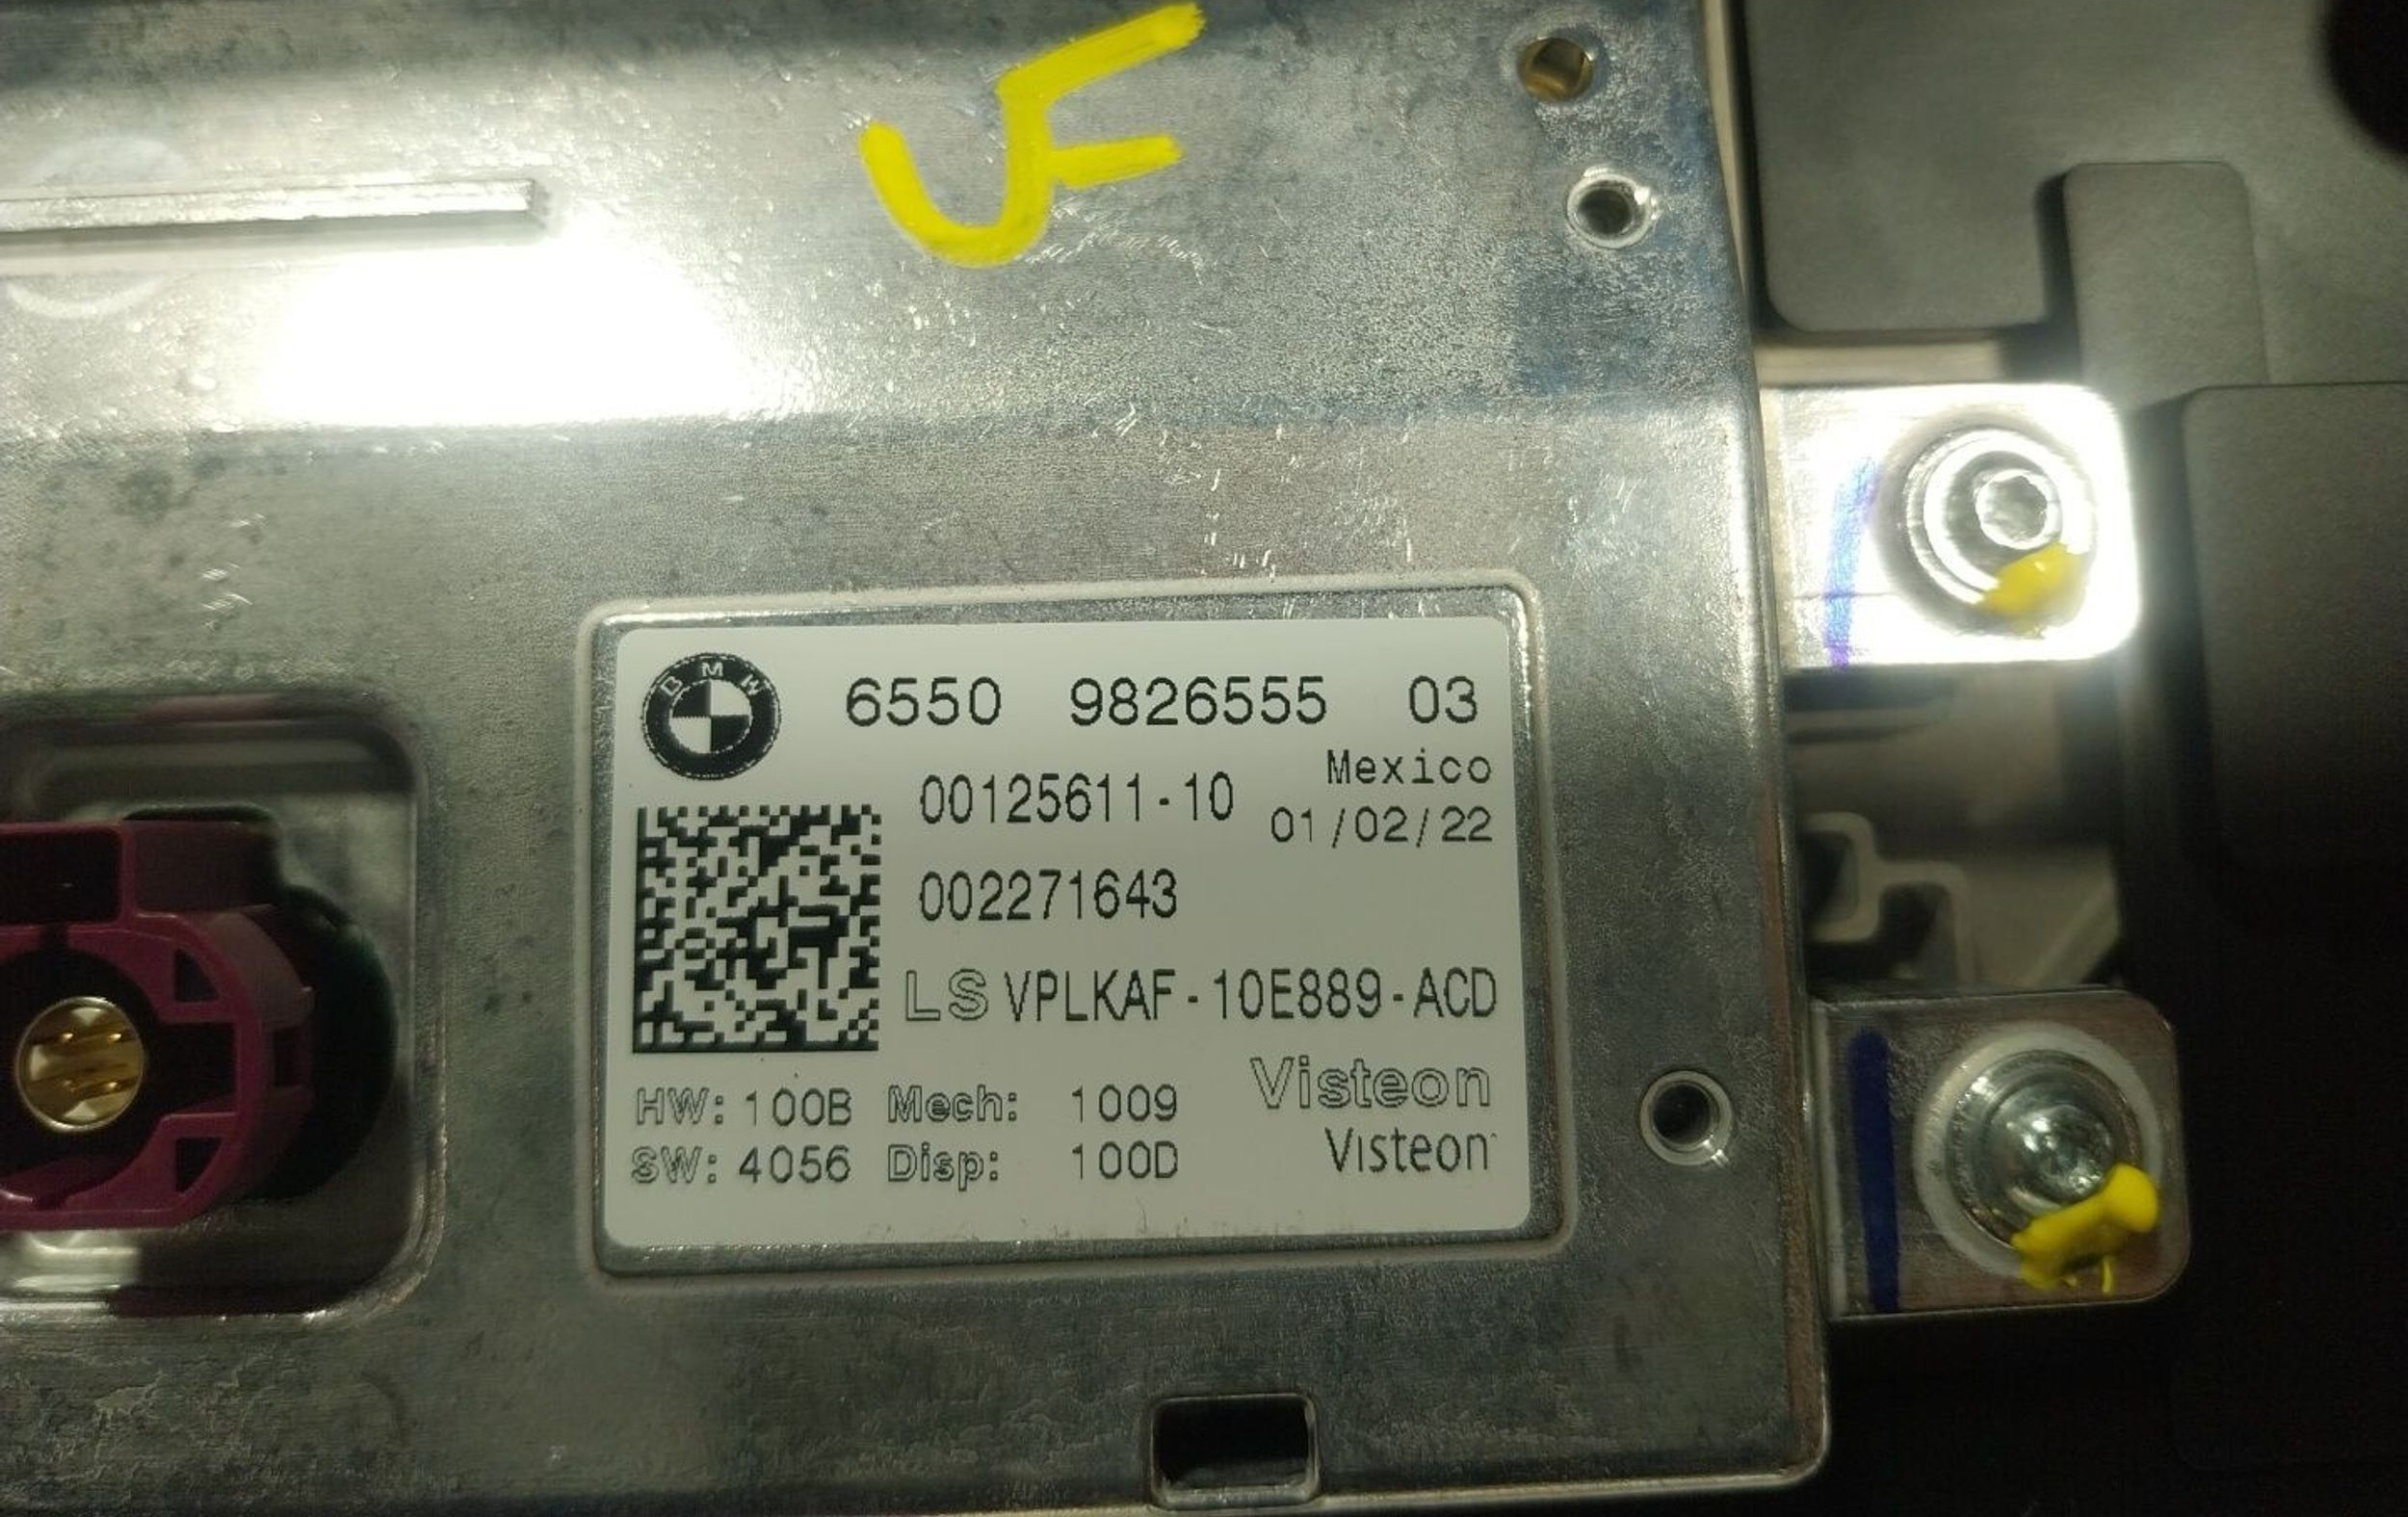 UF
BMW
6550 9826555 03
Mexico
00125611-10
01/02/22
002271643
LS VPLKAF-10E889-ACD
HW: 100B Mech: 1009 Visteon
SW: 4056 Disp: 100D Visteon